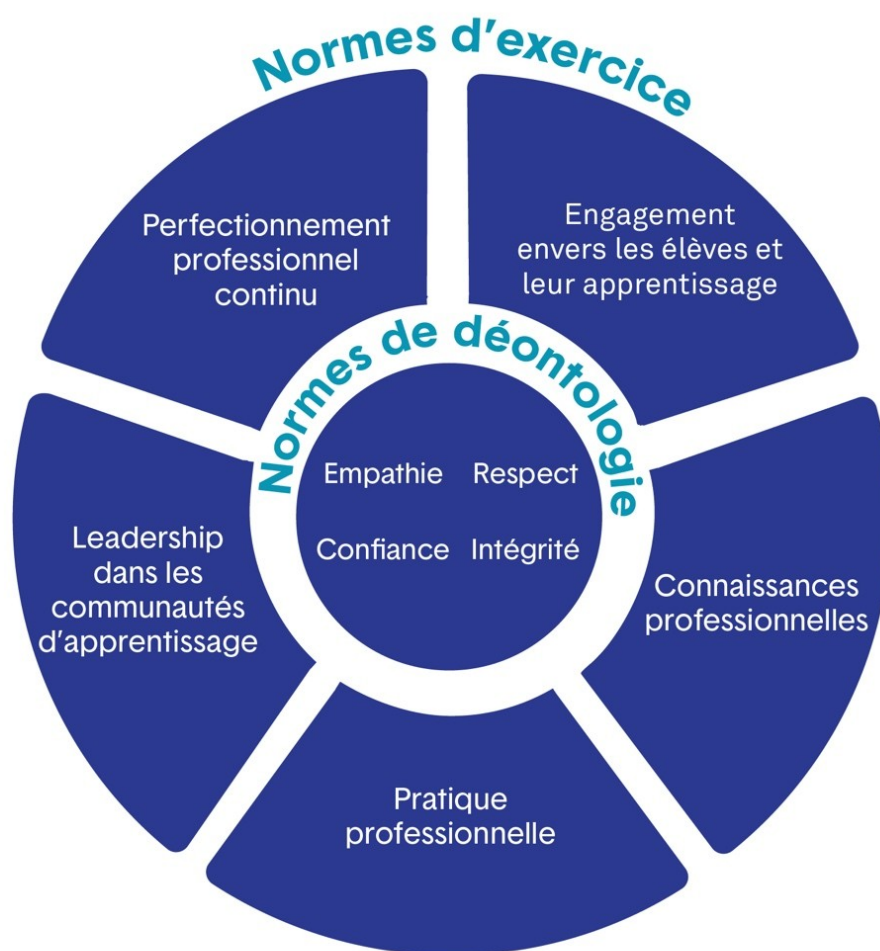 Normes d'exercice
Perfectionnement
professionnel
continu
Engagement
envers les élèves et
leur apprentissage
Normes de déontologie
Empathie Respect
Confiance Intégrité
Leadership
dans les
communautés
d'apprentissage
Connaissances
professionnelles
Pratique
professionnelle